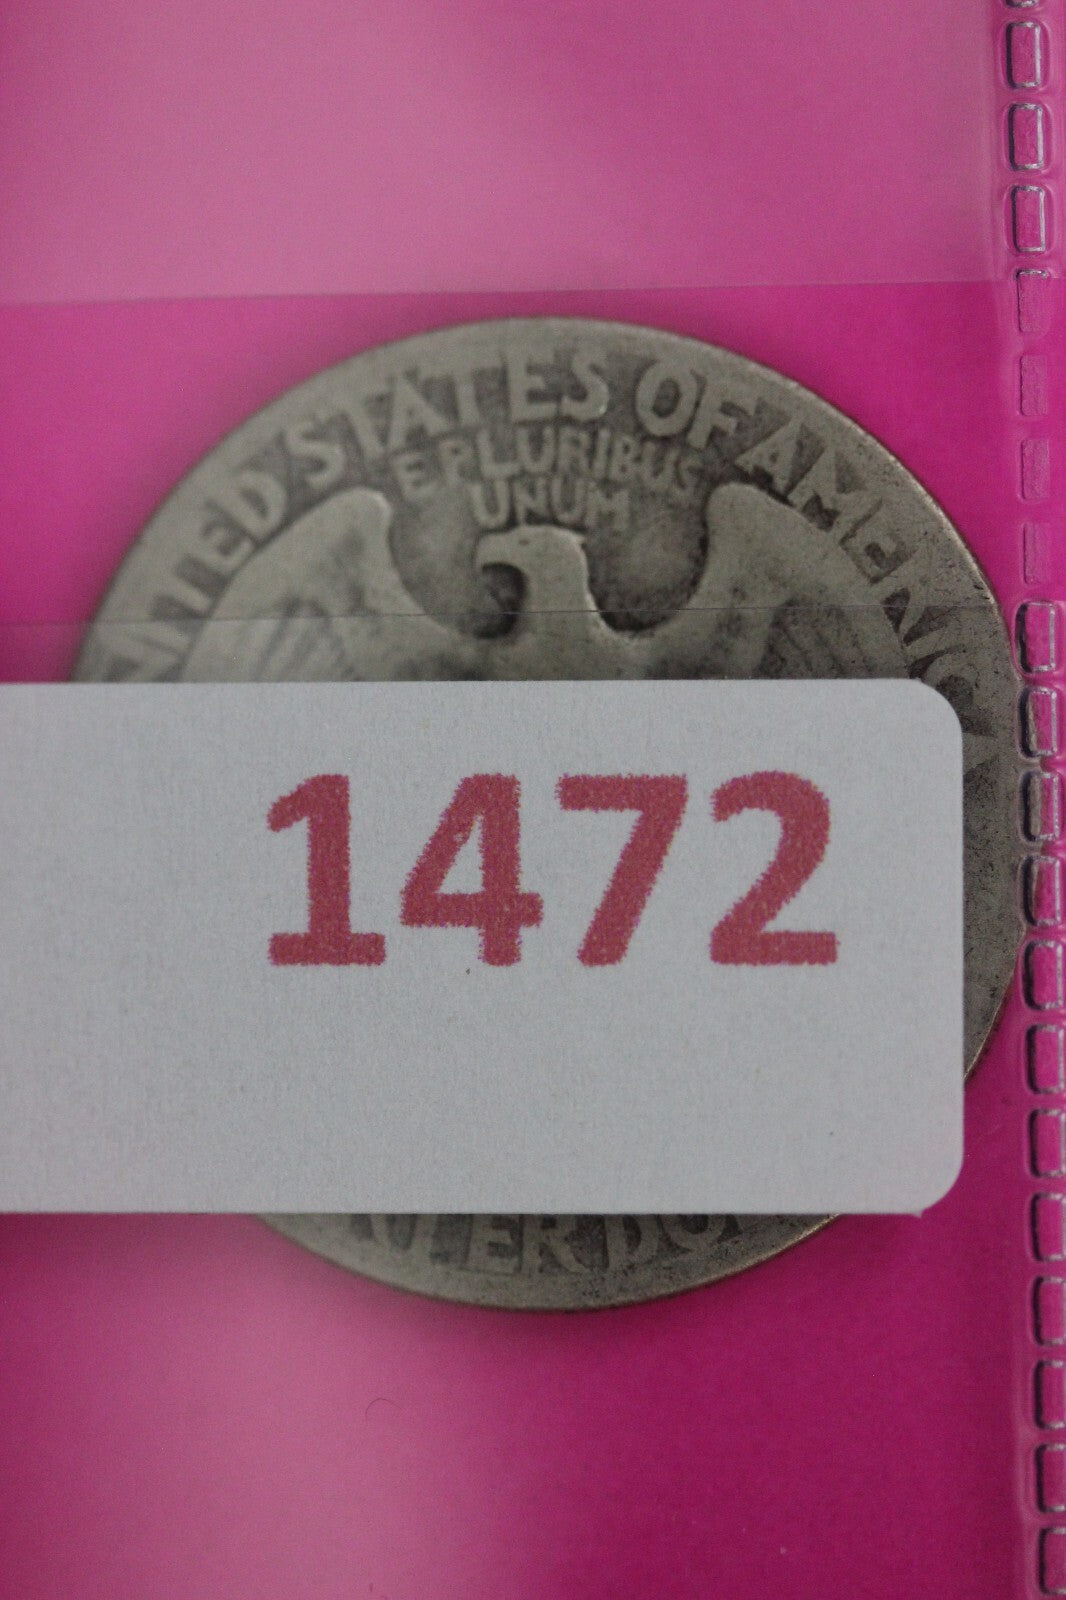 UNITED STATES OF AMERICA
E PLURIBUS
UNUM
1472